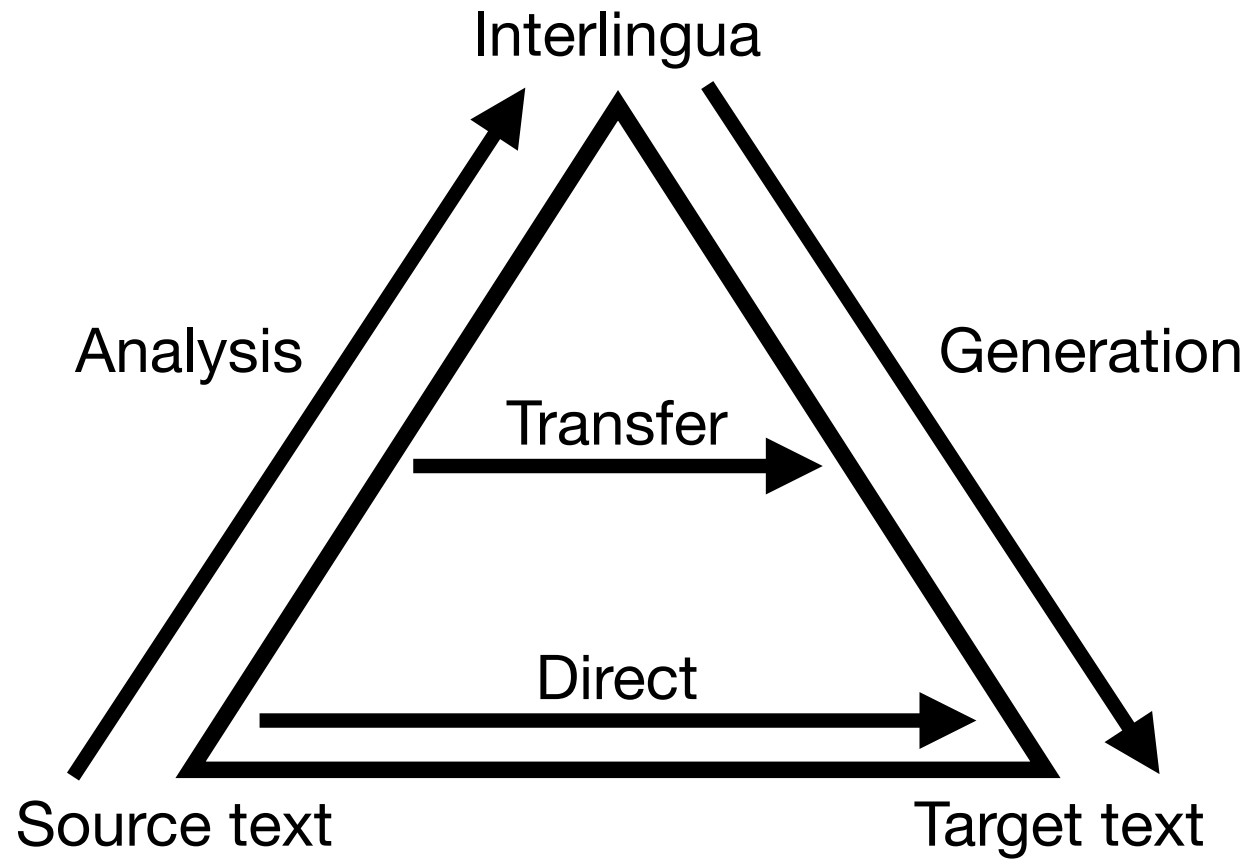 Interlingua
Analysis
Generation
Transfer
Direct
Source text
Target text